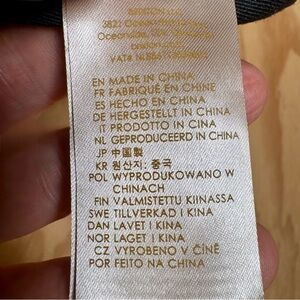 EN MADE IN CHINA
FR FABRIQUÉ EN CHINE
ES HECHO EN CHINA
DE HERGESTELLT IN CHINA
IT PRODOTTO IN CINA
NL GEPRODUCEERD IN CHINA
JP 中国製
KR 원산지: 중국
POL WYPRODUKOWANO W
CHINACH
FIN VALMISTETTU KIINASSA
SWE TILLVERKAD I KINA
DAN LAVET I KINA
NOR LAGET I KINA
CZ VYROBENO V ČÍNĚ
POR FEITO NA CHINA